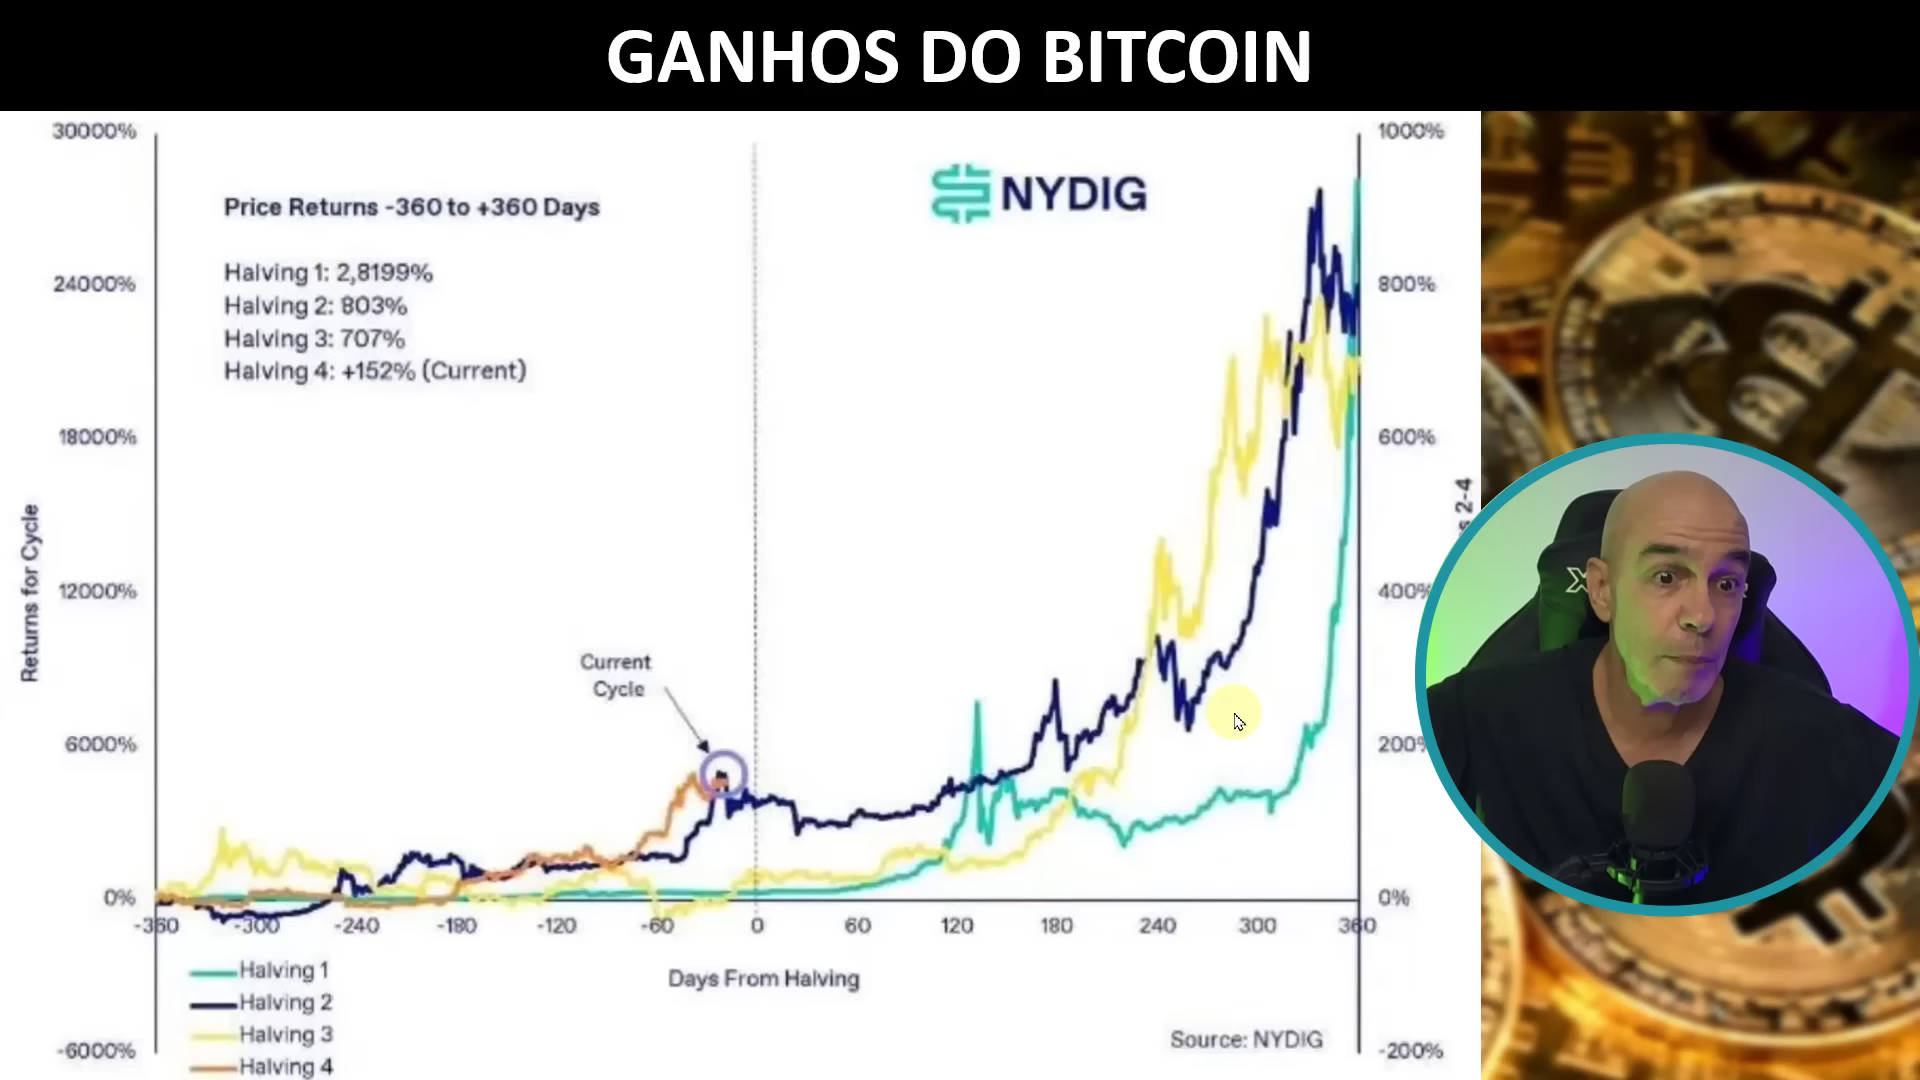 GANHOS DO BITCOIN
30000%
1000%
NYDIG
Price Returns -360 to +360 Days
Halving 1: 2,8199%
24000%
800%
Halving 2: 803%
Halving 3: 707%
Halving 4: +152% (Current)
18000%
600%
s 2-4
Returns for Cycle
12000%
400%
X
Current
Cycle
6000%
200%
0%
0%
-360
-300
-240
-180
-120
-60
0
60
120
180
240
300
360
Halving 1
Days From Halving
Halving 2
Halving 3
Source: NYDIG
-6000%
-200%
Halving 4